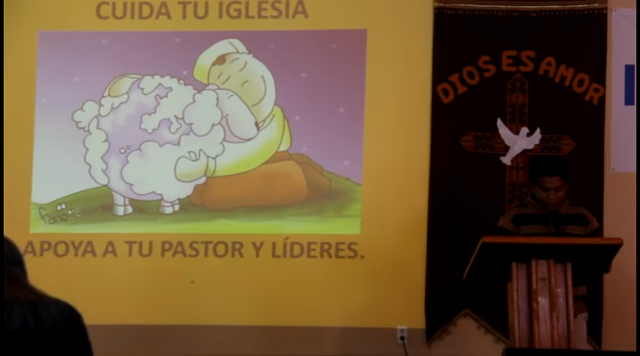 CUIDA TU IGLESIA
DIOS ES AMOR
APOYA A TU PASTOR Y LÍDERES.